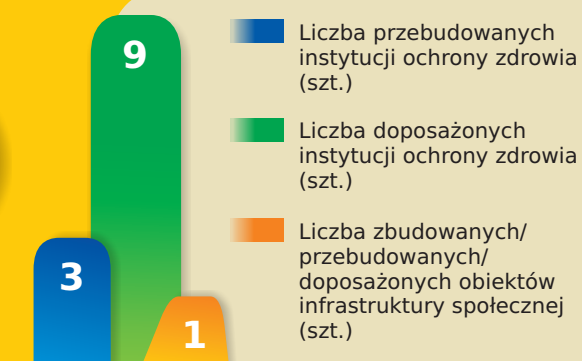 9
3
1
Liczba przebudowanych
instytucji ochrony zdrowia
(szt.)
Liczba doposażonych
instytucji ochrony zdrowia
(szt.)
Liczba zbudowanych/
przebudowanych/
doposażonych obiektów
infrastruktury społecznej
(szt.)